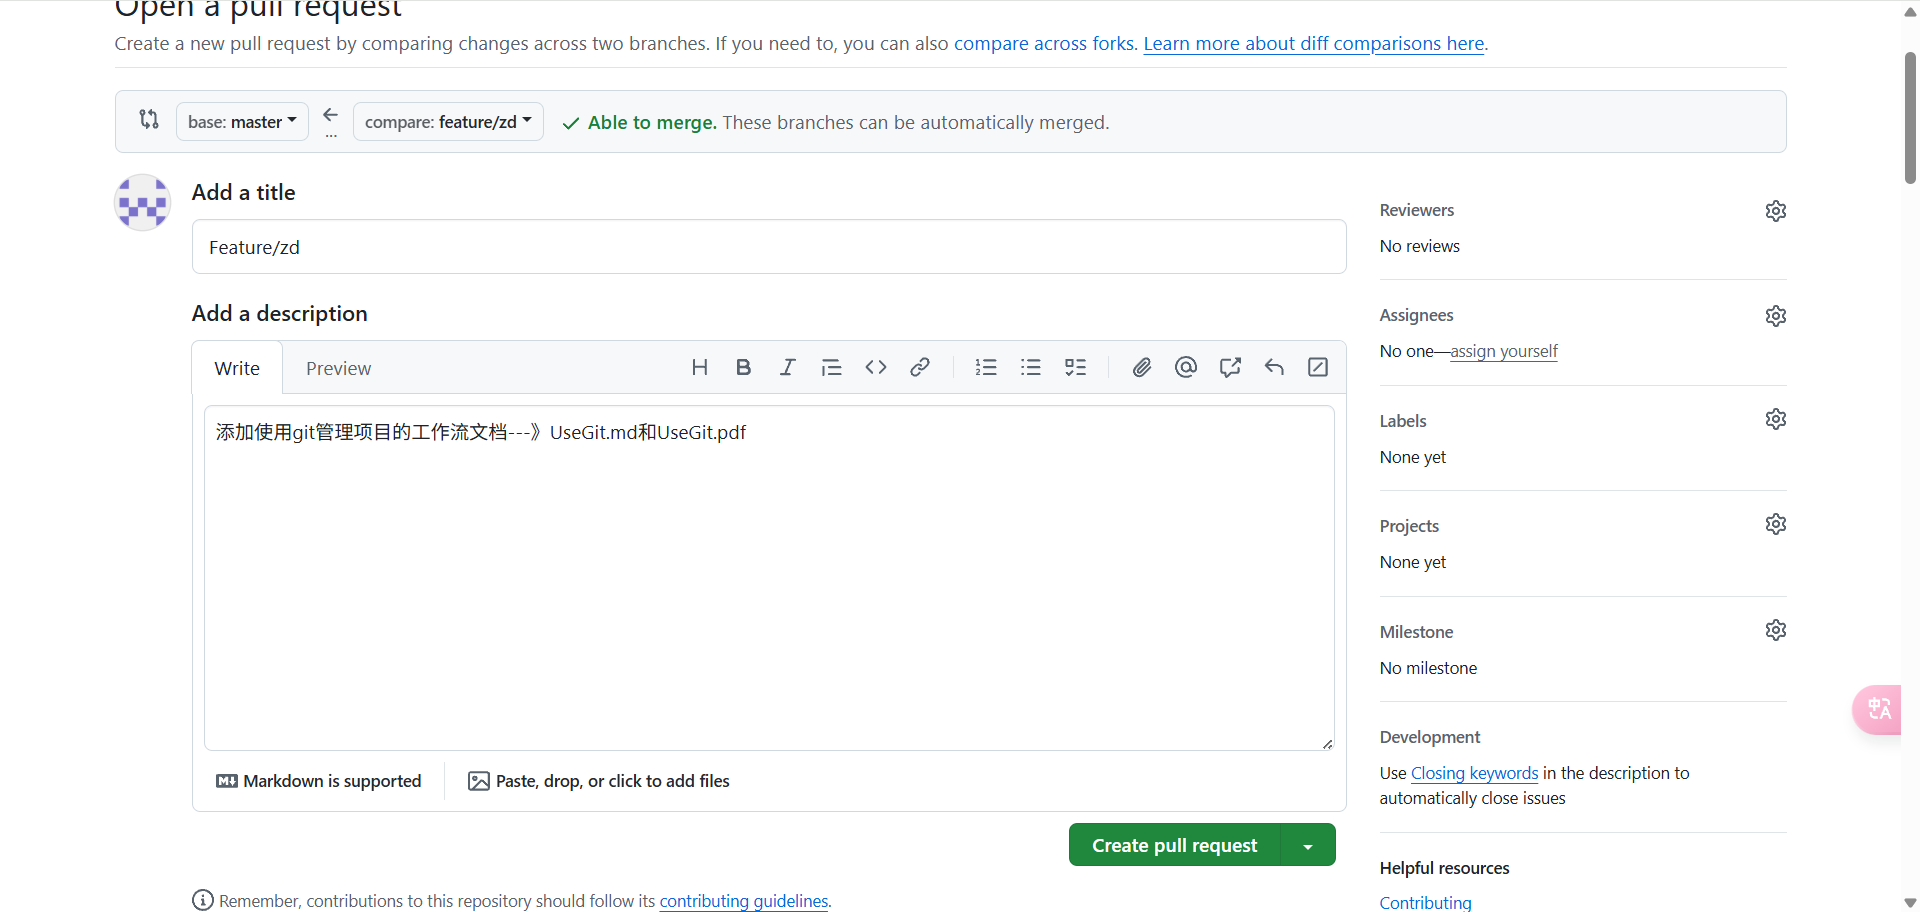 Open a pull request
Create a new pull request by comparing changes across two branches. If you need to, you can also compare across forks. Learn more about diff comparisons here.
base: master
...
compare: feature/zd
Able to merge. These branches can be automatically merged.
Add a title
Feature/zd
Add a description
Write
Preview
添加使用git管理项目的工作流文档---》UseGit.md和UseGit.pdf
Markdown is supported
Paste, drop, or click to add files
Create pull request
Remember, contributions to this repository should follow its contributing guidelines.
Reviewers
No reviews
Assignees
No one—assign yourself
Labels
None yet
Projects
None yet
Milestone
No milestone
Development
Use Closing keywords in the description to
automatically close issues
Helpful resources
Contributing